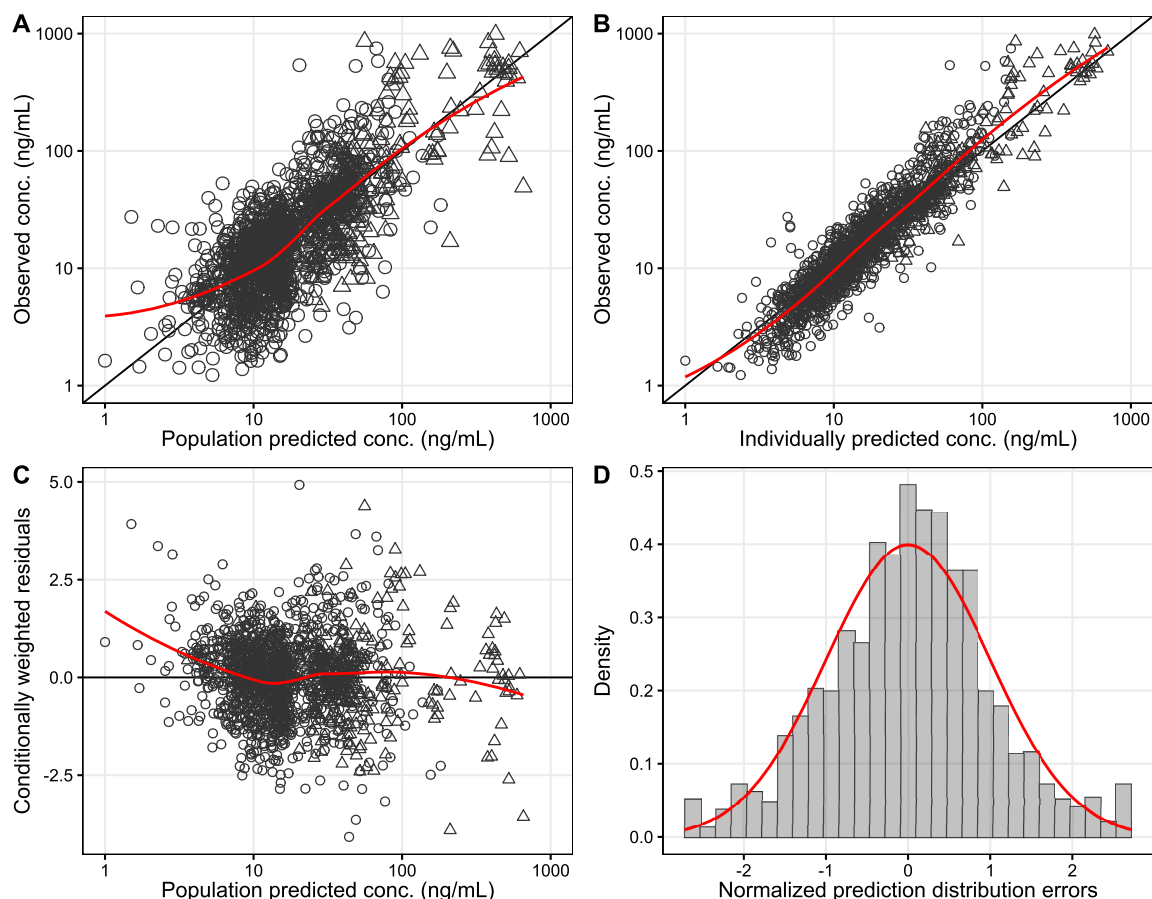 A
1000
100
10
1
Observed conc. (ng/mL)
1 10 100 1000
Population predicted conc. (ng/mL)
B
1000
100
10
1
Observed conc. (ng/mL)
1 10 100 1000
Individually predicted conc. (ng/mL)
C
5.0
2.5
0.0
-2.5
Conditionally weighted residuals
1 10 100 1000
Population predicted conc. (ng/mL)
D
0.5
0.4
0.3
0.2
0.1
0.0
Density
-2 -1 0 1 2
Normalized prediction distribution errors